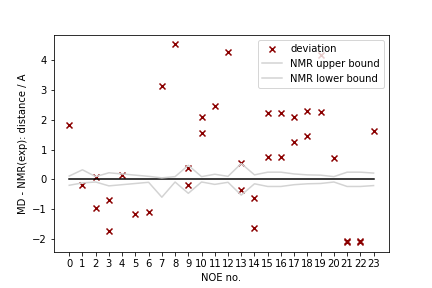 deviation
NMR upper bound
NMR lower bound
MD - NMR(exp): distance / A
4
3
2
1
0
−1
−2
0 1 2 3 4 5 6 7 8 9 10 11 12 13 14 15 16 17 18 19 20 21 22 23
NOE no.